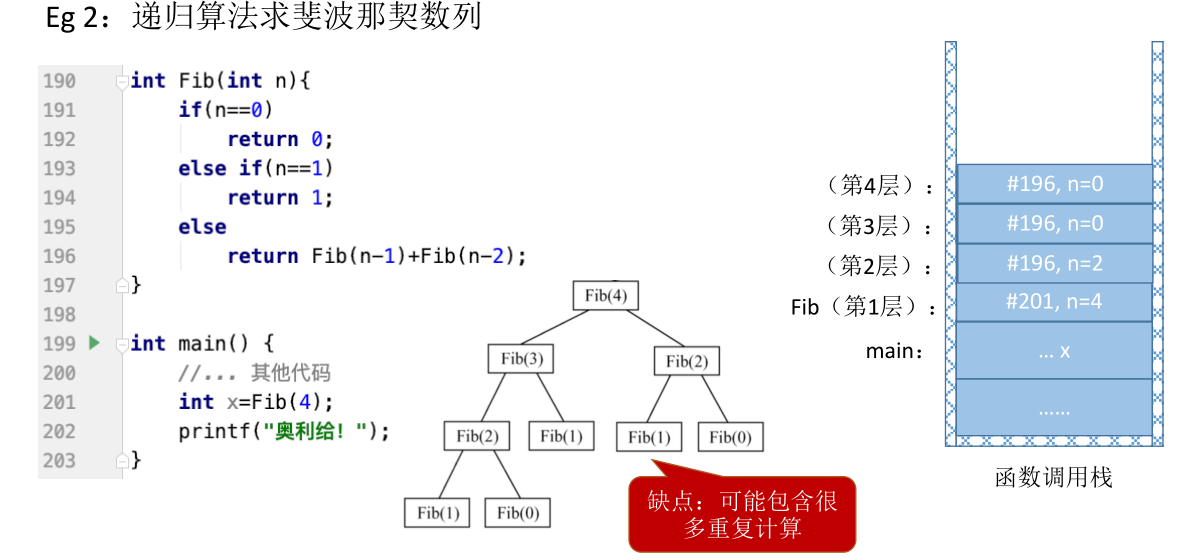 Eg 2：递归算法求斐波那契数列
190 int Fib(int n){
191 if(n==0)
192 return 0;
193 else if(n==1)
194 return 1;
195 else
196 return Fib(n-1)+Fib(n-2);
197 }
198
199 int main() {
200 //... 其他代码
201 int x=Fib(4);
202 printf("奥利给！");
203 }
Fib(4)
Fib(3) Fib(2)
Fib(2) Fib(1) Fib(1) Fib(0)
Fib(1) Fib(0)
缺点：可能包含很
多重复计算
（第4层）： #196, n=0
（第3层）： #196, n=0
（第2层）： #196, n=2
Fib（第1层）： #201, n=4
main： … x
……
函数调用栈